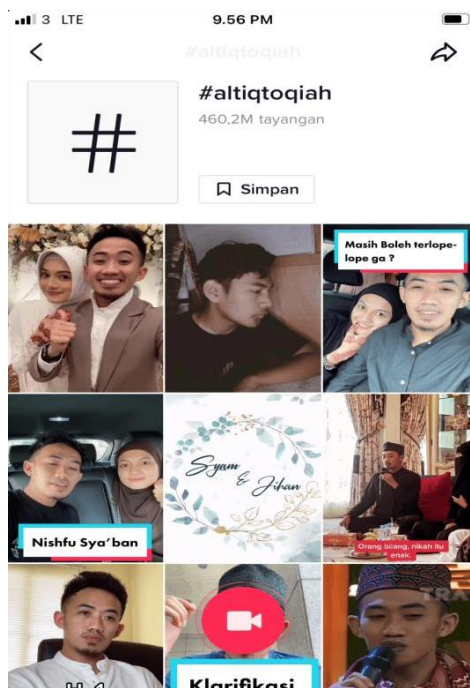 3 LTE
9.56 PM
#altiqtoqiah
#altiqtoqiah
460,2M tayangan
Simpan
Masih Boleh terlope-
lope ga ?
Nishfu Sya'ban
Syam
& Jihan
Orang bilang, nikah itu
enak.
TRA
Klarifikasi